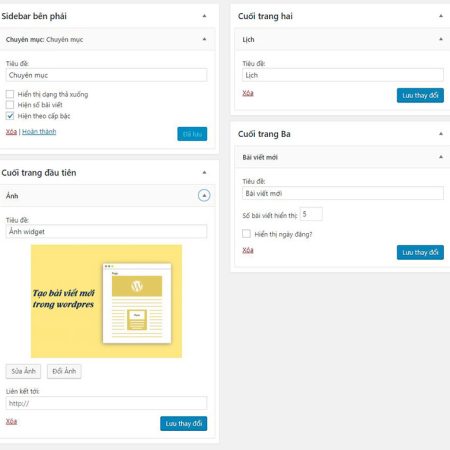 Sidebar bên phải
Chuyên mục: Chuyên mục
Tiêu đề:
Chuyên mục
Hiển thị dạng thả xuống
Hiện số bài viết
Hiện theo cấp bậc
Xóa | Hoàn thành
Đã lưu
Cuối trang đầu tiên
Ảnh
Tiêu đề:
Ảnh widget
Tạo bài viết mới
trong wordpres
Sửa Ảnh
Đổi Ảnh
Liên kết tới:
http://
Xóa
Lưu thay đổi
Cuối trang hai
Lịch
Tiêu đề:
Lịch
Xóa
Lưu thay đổi
Cuối trang Ba
Bài viết mới
Tiêu đề:
Bài viết mới
Số bài viết hiển thị: 5
Hiển thị ngày đăng?
Xóa
Lưu thay đổi